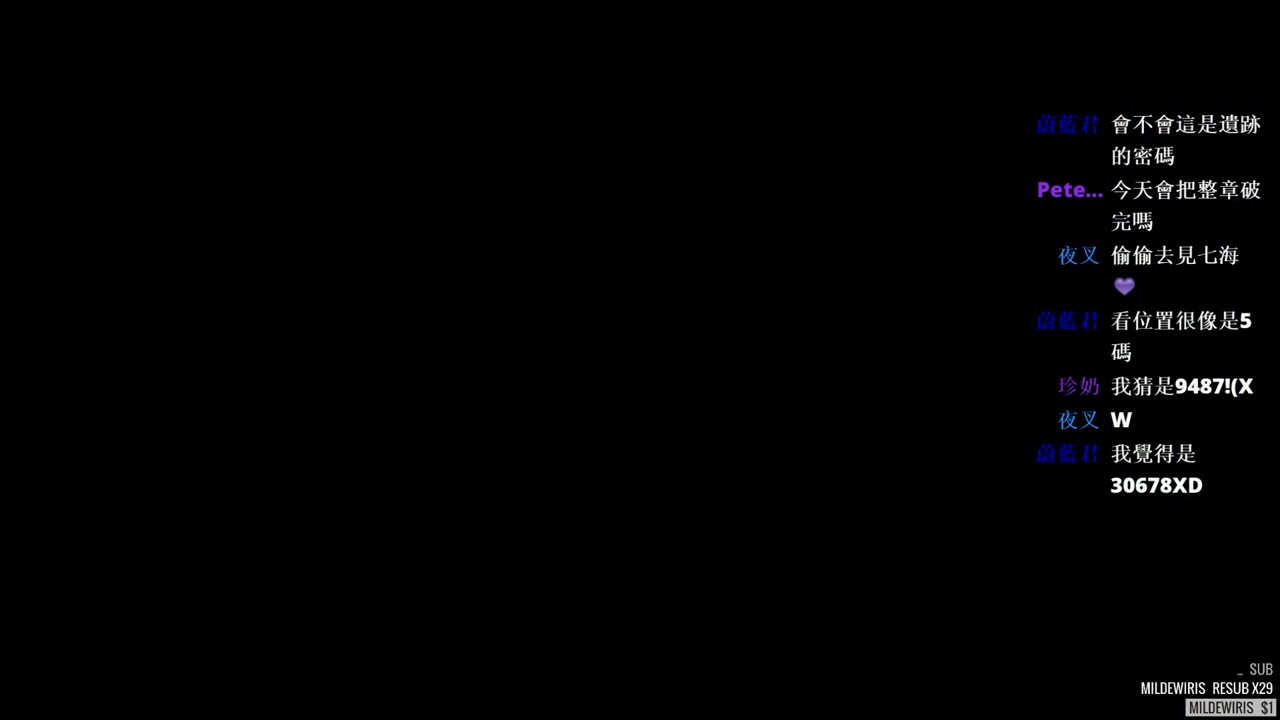 蔚藍君 會不會這是遺跡
的密碼
Pete... 今天會把整章破
完嗎
夜叉 偷偷去見七海
💜
蔚藍君 看位置很像是5
碼
珍奶 我猜是9487!(X
夜叉 W
蔚藍君 我覺得是
30678XD
_ SUB
MILDEWIRIS RESUB X29
MILDEWIRIS $1